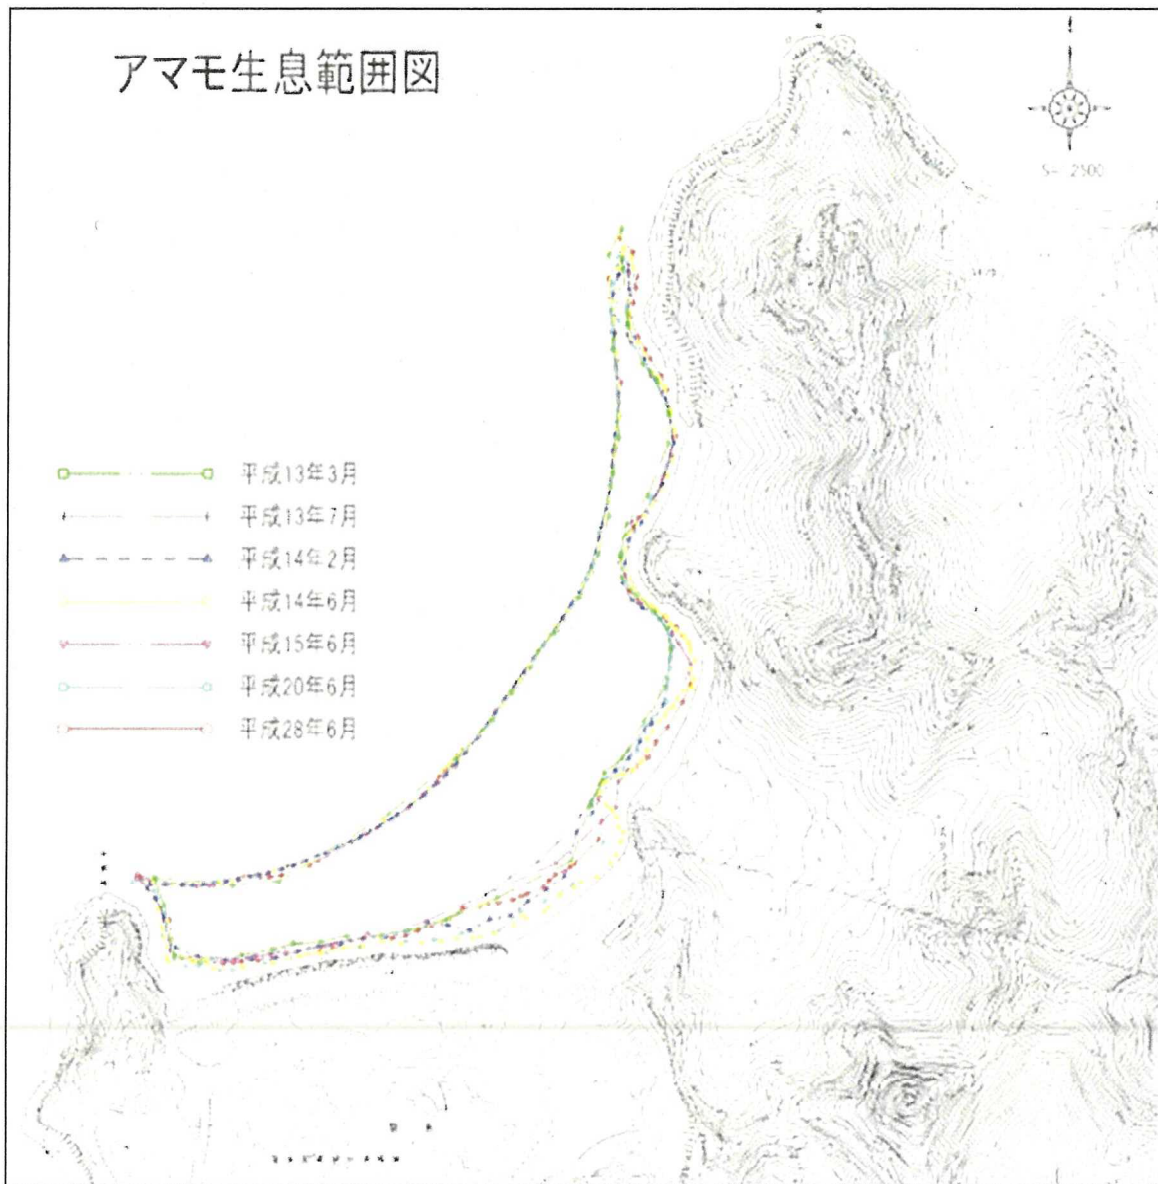 アマモ生息範囲図
平成13年3月
平成13年7月
平成14年2月
平成14年6月
平成15年6月
平成20年6月
平成28年6月